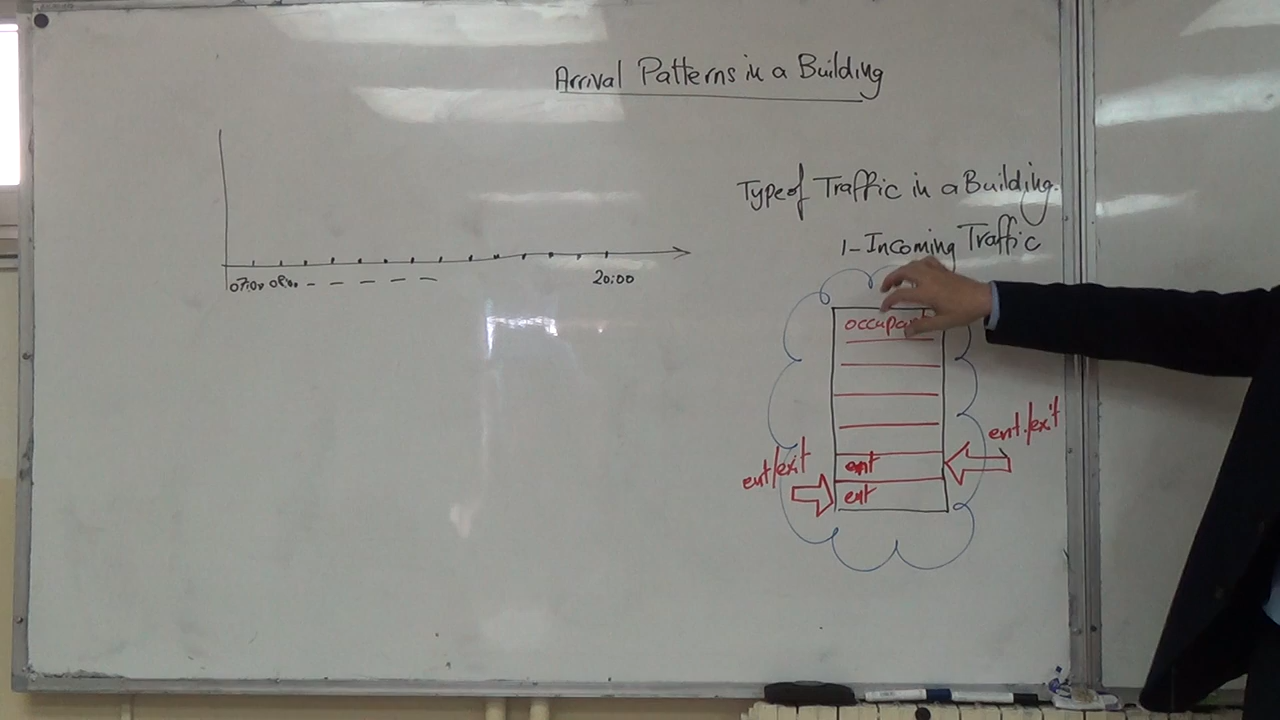 Arrival Patterns in a Building
Type of Traffic in a Building.
1- Incoming Traffic
07:00 08:00 - - - - -
20:00
occupan
ent/exit
ent
ent./exit
ent